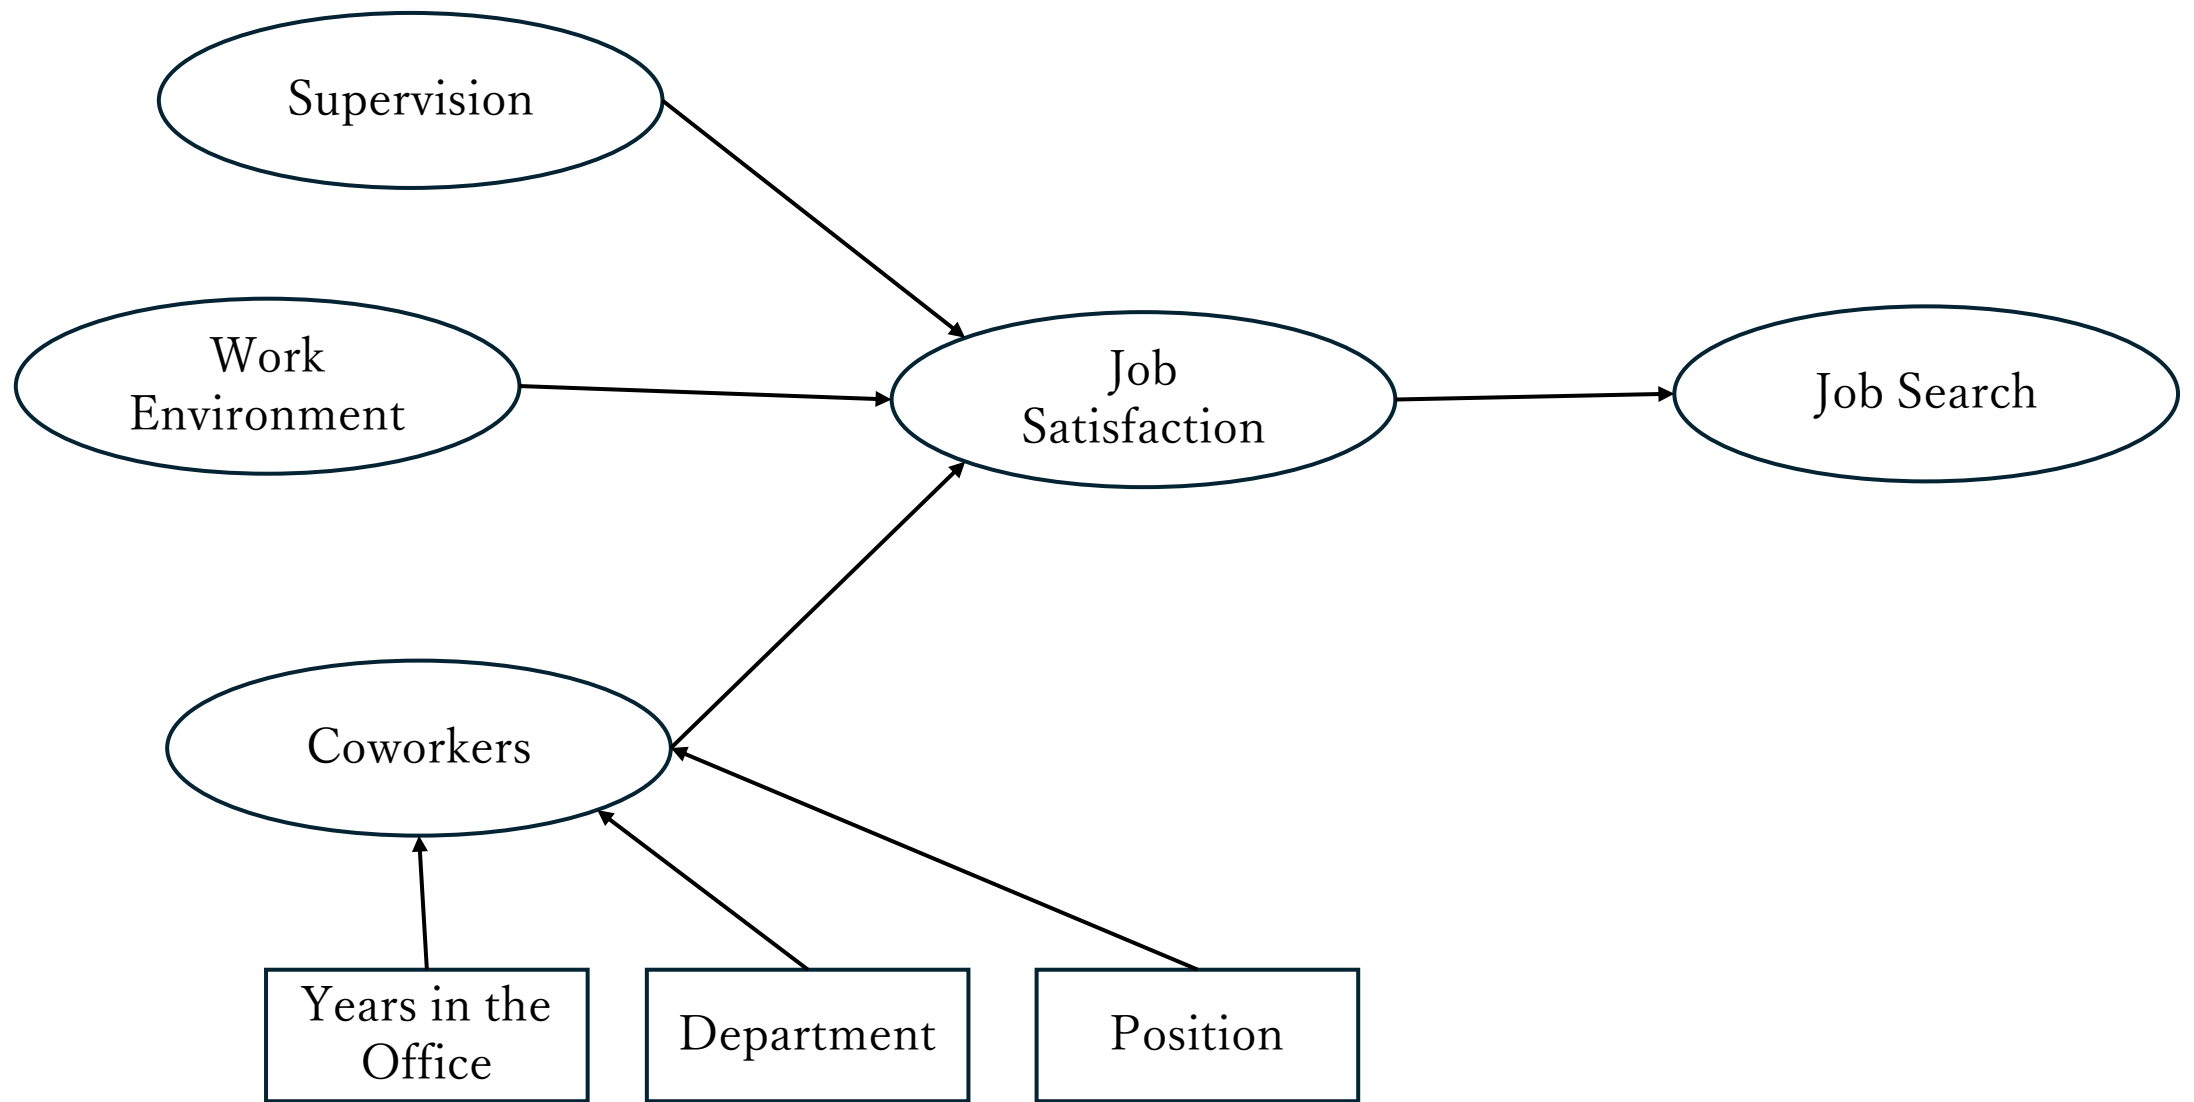 Supervision
Work
Environment
Job
Satisfaction
Job Search
Coworkers
Years in the
Office
Department
Position